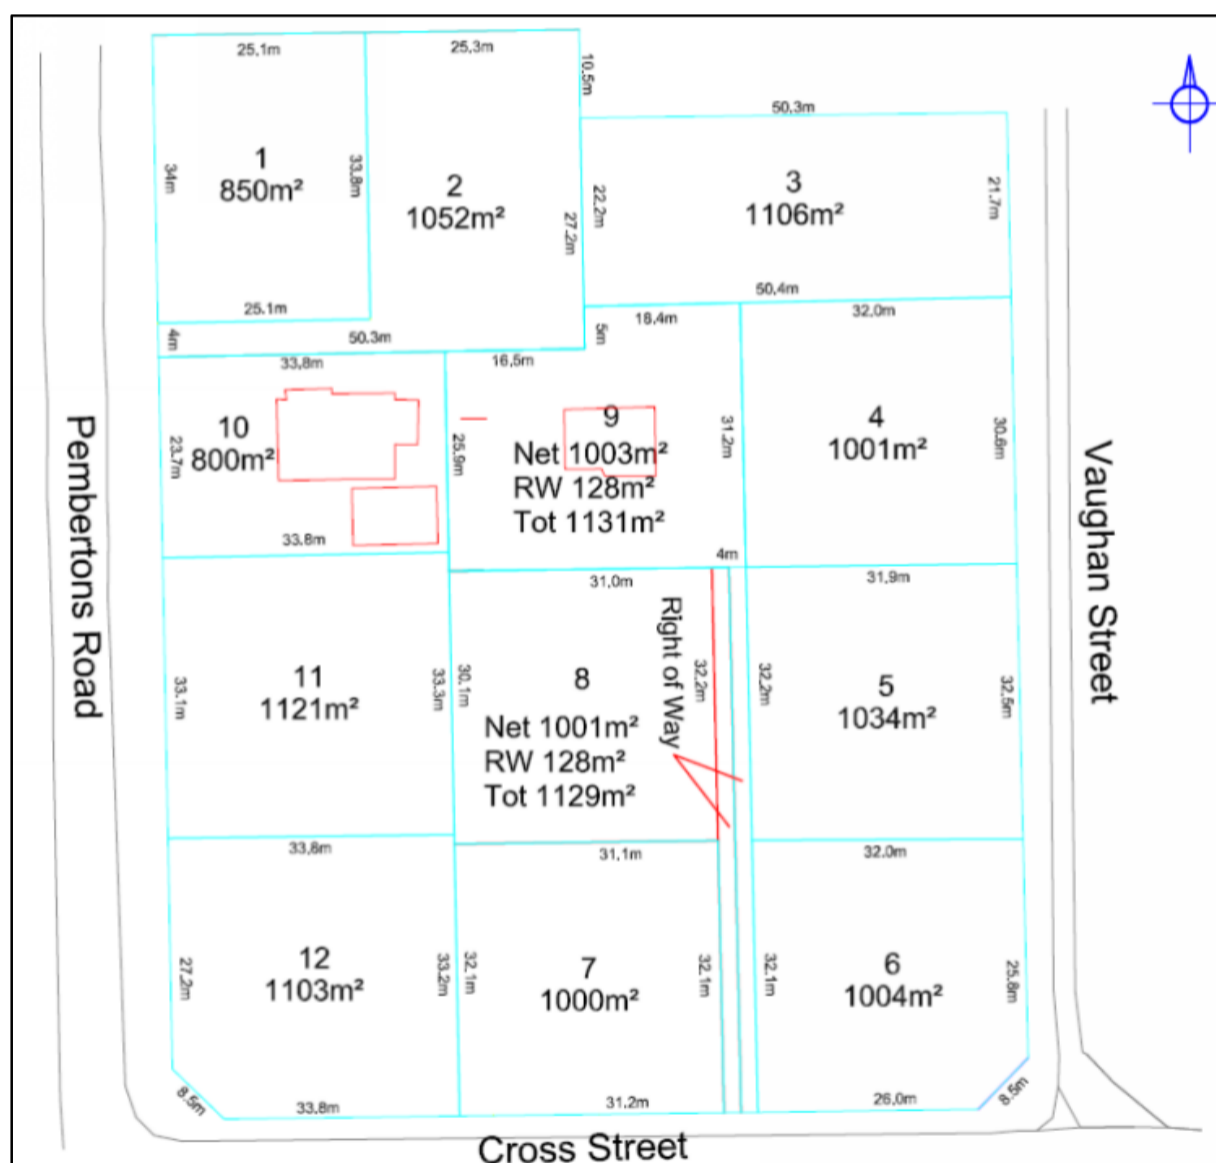 25.1m
25.3m
10.5m
50.3m
1
850m²
34m
33.8m
2
1052m²
27.2m
22.2m
3
1106m²
21.7m
25.1m
50.4m
4m
50.3m
5m
18.4m
32.0m
33.8m
16.5m
10
800m²
23.7m
25.9m
9
Net 1003m²
RW 128m²
Tot 1131m²
31.2m
4
1001m²
30.6m
33.8m
4m
31.0m
31.9m
Pembertons Road
Vaughan Street
Right of Way
11
1121m²
33.1m
33.3m
30.1m
8
Net 1001m²
RW 128m²
Tot 1129m²
32.2m
32.2m
5
1034m²
32.5m
33.8m
31.1m
32.0m
12
1103m²
27.2m
33.2m
32.1m
7
1000m²
32.1m
32.1m
6
1004m²
25.8m
8.5m
33.8m
31.2m
26.0m
8.5m
Cross Street